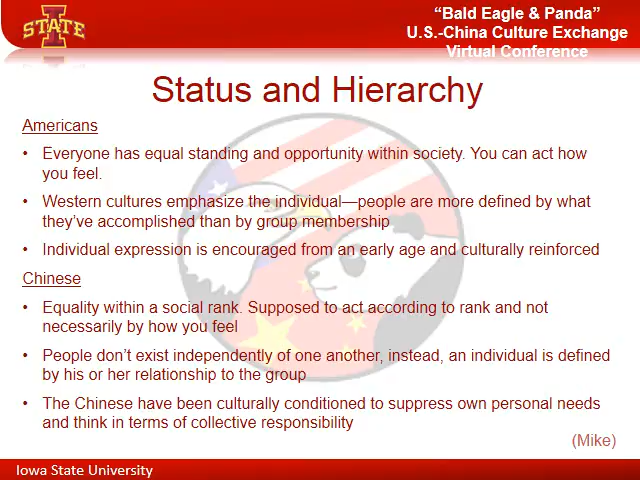 STATE
“Bald Eagle & Panda”
U.S.-China Culture Exchange
Virtual Conference
Status and Hierarchy
Americans
• Everyone has equal standing and opportunity within society. You can act how
you feel.
• Western cultures emphasize the individual—people are more defined by what
they’ve accomplished than by group membership
• Individual expression is encouraged from an early age and culturally reinforced
Chinese
• Equality within a social rank. Supposed to act according to rank and not
necessarily by how you feel
• People don’t exist independently of one another, instead, an individual is defined
by his or her relationship to the group
• The Chinese have been culturally conditioned to suppress own personal needs
and think in terms of collective responsibility
(Mike)
Iowa State University